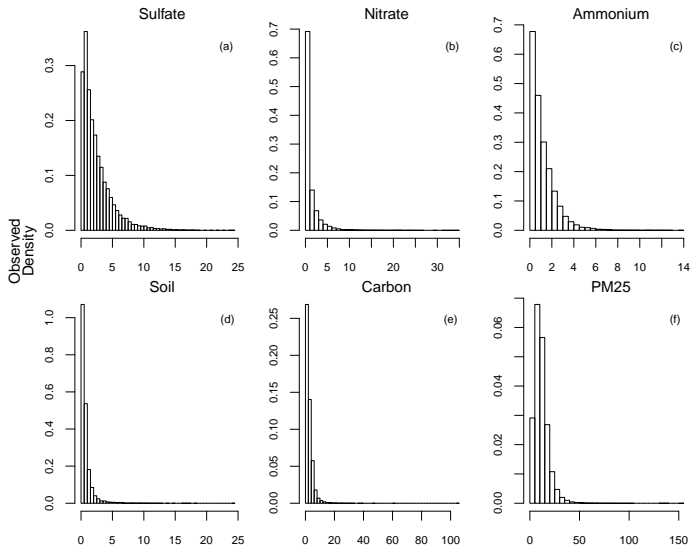 Sulfate
(a)
0.0 0.1 0.2 0.3
0 5 10 15 20 25
Nitrate
(b)
0.0 0.1 0.2 0.3 0.4 0.5 0.6 0.7
0 5 10 20 30
Ammonium
(c)
0.0 0.1 0.2 0.3 0.4 0.5 0.6 0.7
0 2 4 6 8 10 14
Observed
Density
Soil
(d)
0.0 0.2 0.4 0.6 0.8 1.0
0 5 10 15 20 25
Carbon
(e)
0.00 0.05 0.10 0.15 0.20 0.25
0 20 40 60 80 100
PM25
(f)
0.00 0.02 0.04 0.06
0 50 100 150